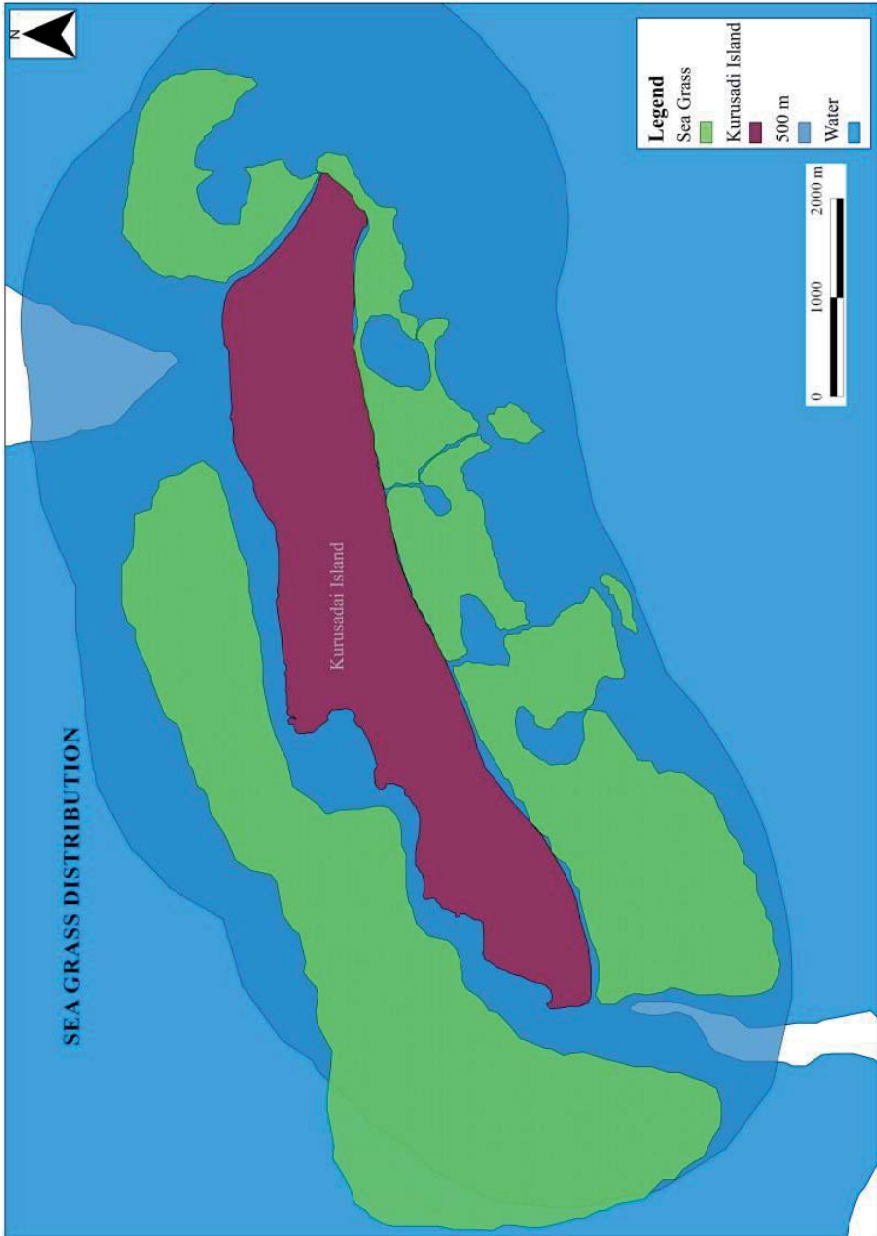 SEA GRASS DISTRIBUTION
N
Kurusadai Island
Legend
Sea Grass
Kurusadi Island
500 m
Water
0 1000 2000 m